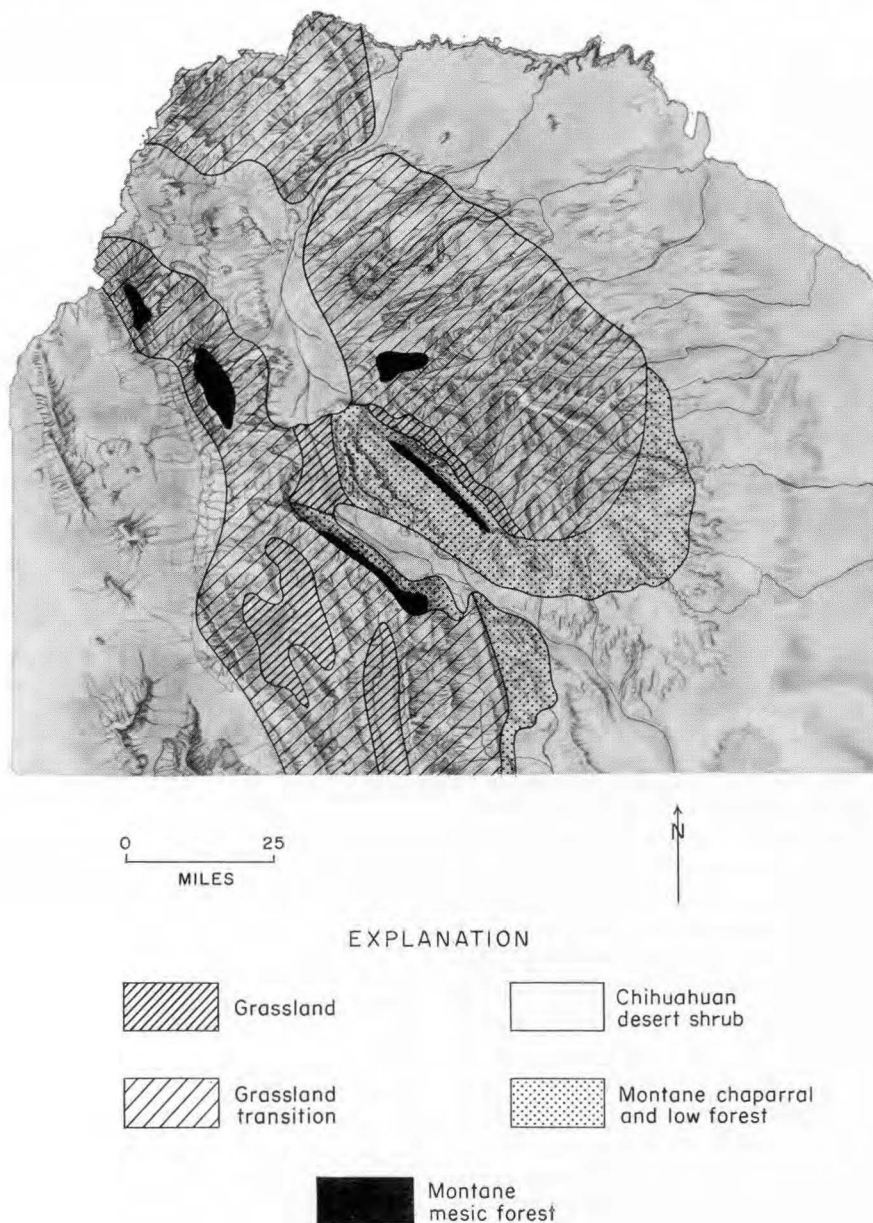 0 25
MILES
N
EXPLANATION
Grassland
Chihuahuan
desert shrub
Grassland
transition
Montane chaparral
and low forest
Montane
mesic forest